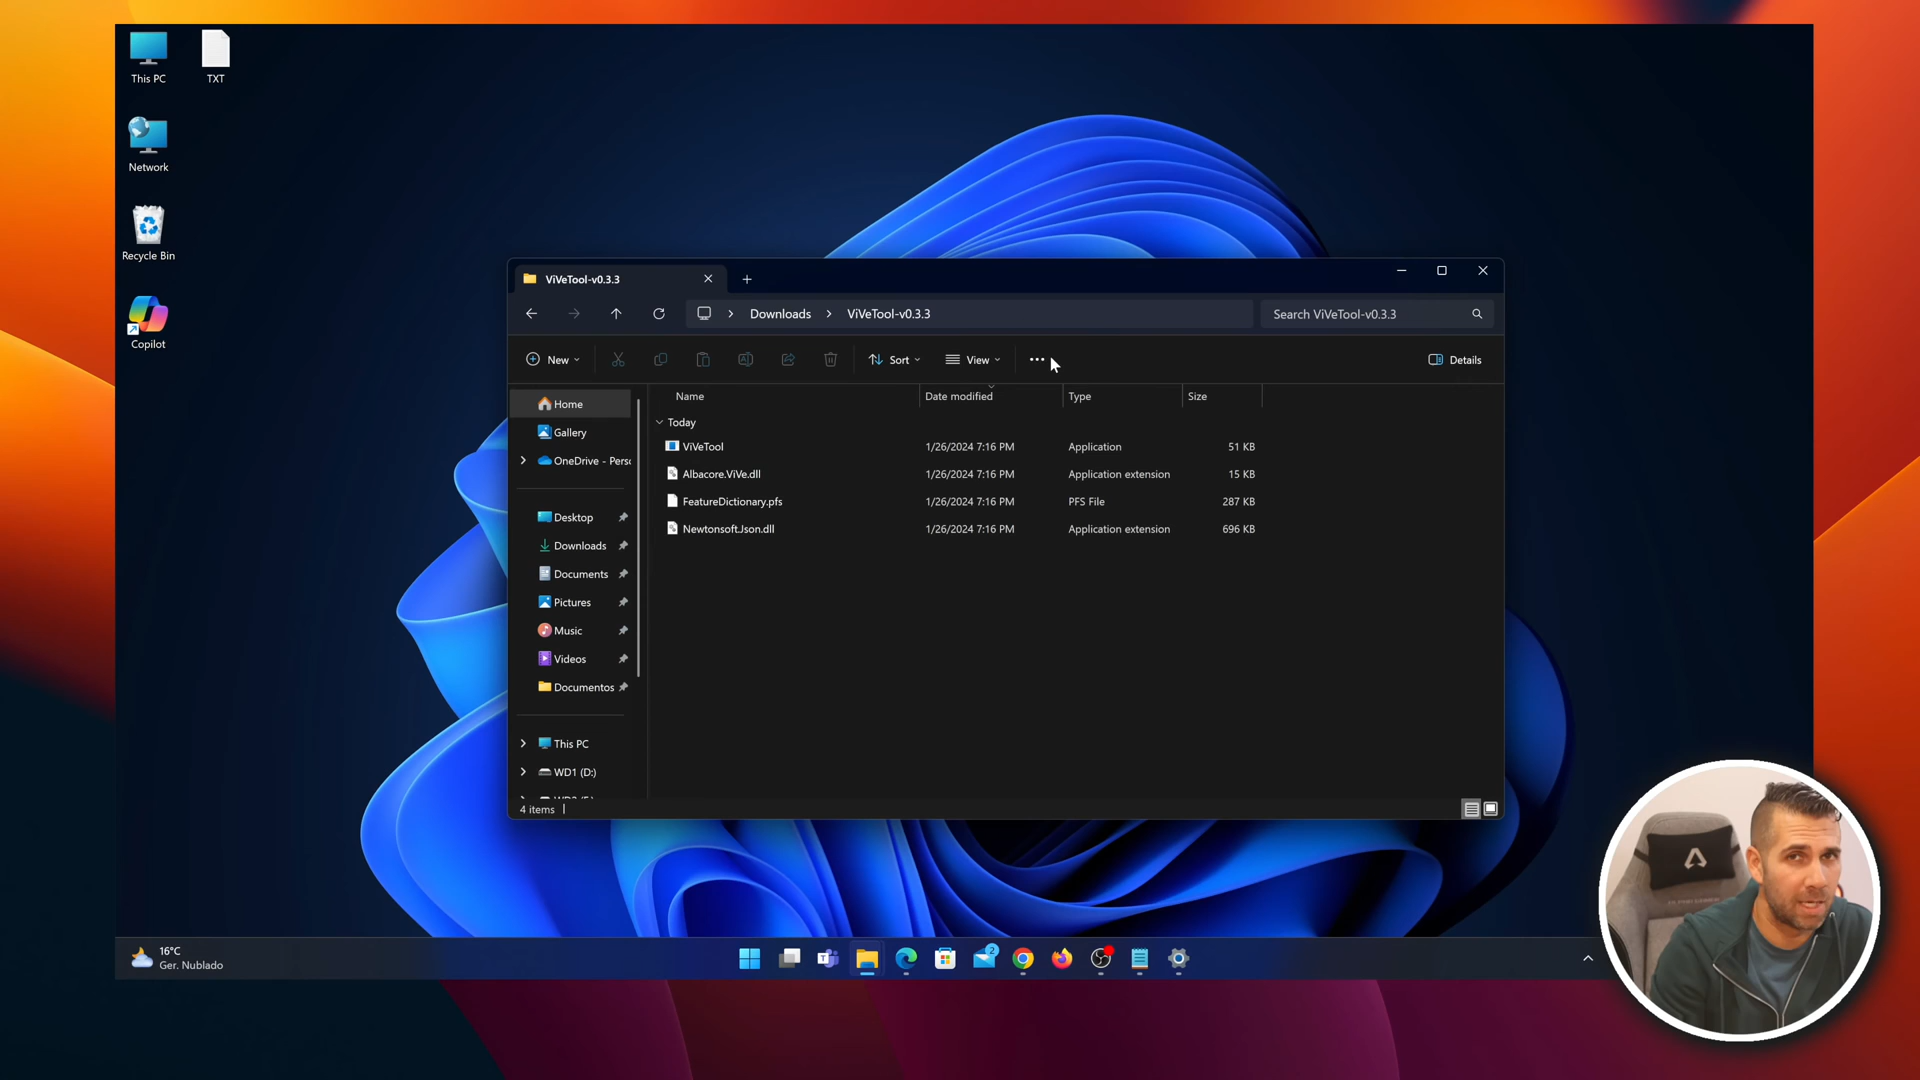 This PC
TXT
Network
Recycle Bin
Copilot
ViVeTool-v0.3.3
Downloads
ViVeTool-v0.3.3
Search ViVeTool-v0.3.3
New
Sort
View
Details
Home
Gallery
OneDrive - Perso
Desktop
Downloads
Documents
Pictures
Music
Videos
Documentos
This PC
WD1 (D:)
Name Date modified Type Size
Today
ViVeTool 1/26/2024 7:16 PM Application 51 KB
Albacore.ViVe.dll 1/26/2024 7:16 PM Application extension 15 KB
FeatureDictionary.pfs 1/26/2024 7:16 PM PFS File 287 KB
Newtonsoft.Json.dll 1/26/2024 7:16 PM Application extension 696 KB
4 items
16°C
Ger. Nublado
2